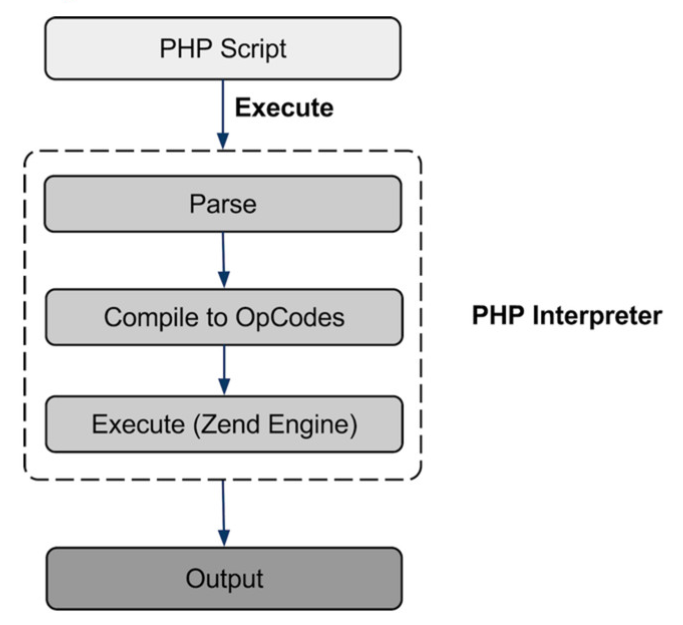 PHP Script
Execute
Parse
Compile to OpCodes
PHP Interpreter
Execute (Zend Engine)
Output